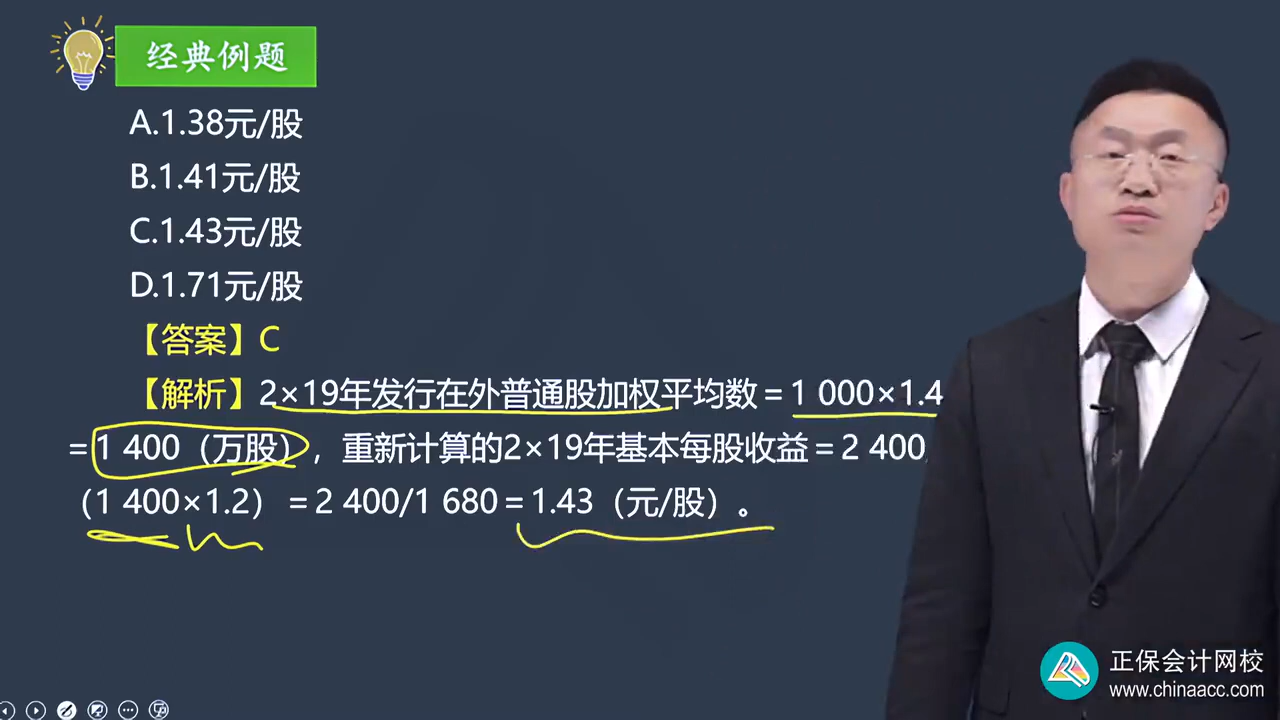 经典例题
A.1.38元/股
B.1.41元/股
C.1.43元/股
D.1.71元/股
【答案】C
【解析】2×19年发行在外普通股加权平均数＝1 000×1.4
＝1 400（万股），重新计算的2×19年基本每股收益＝2 400/
（1 400×1.2）＝2 400/1 680＝1.43（元/股）。
正保会计网校
www.chinaacc.com